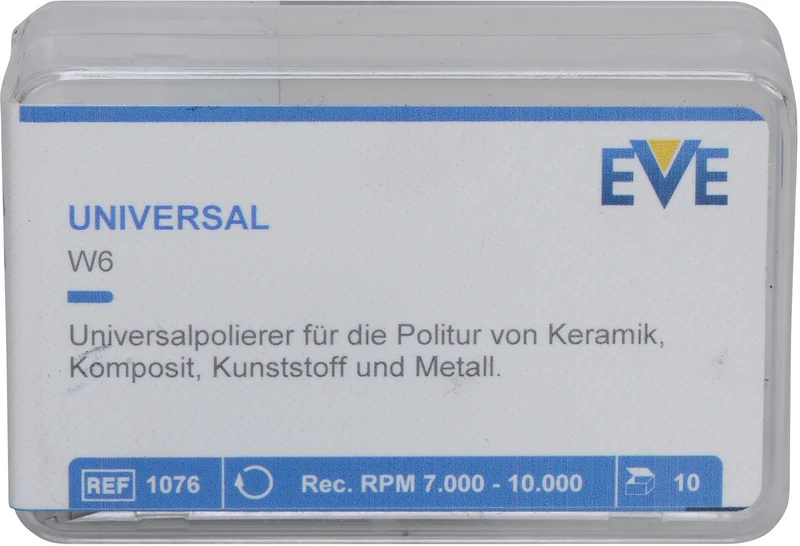 EVE
UNIVERSAL
W6
Universalpolierer für die Politur von Keramik,
Komposit, Kunststoff und Metall.
REF 1076 Rec. RPM 7.000 - 10.000 10